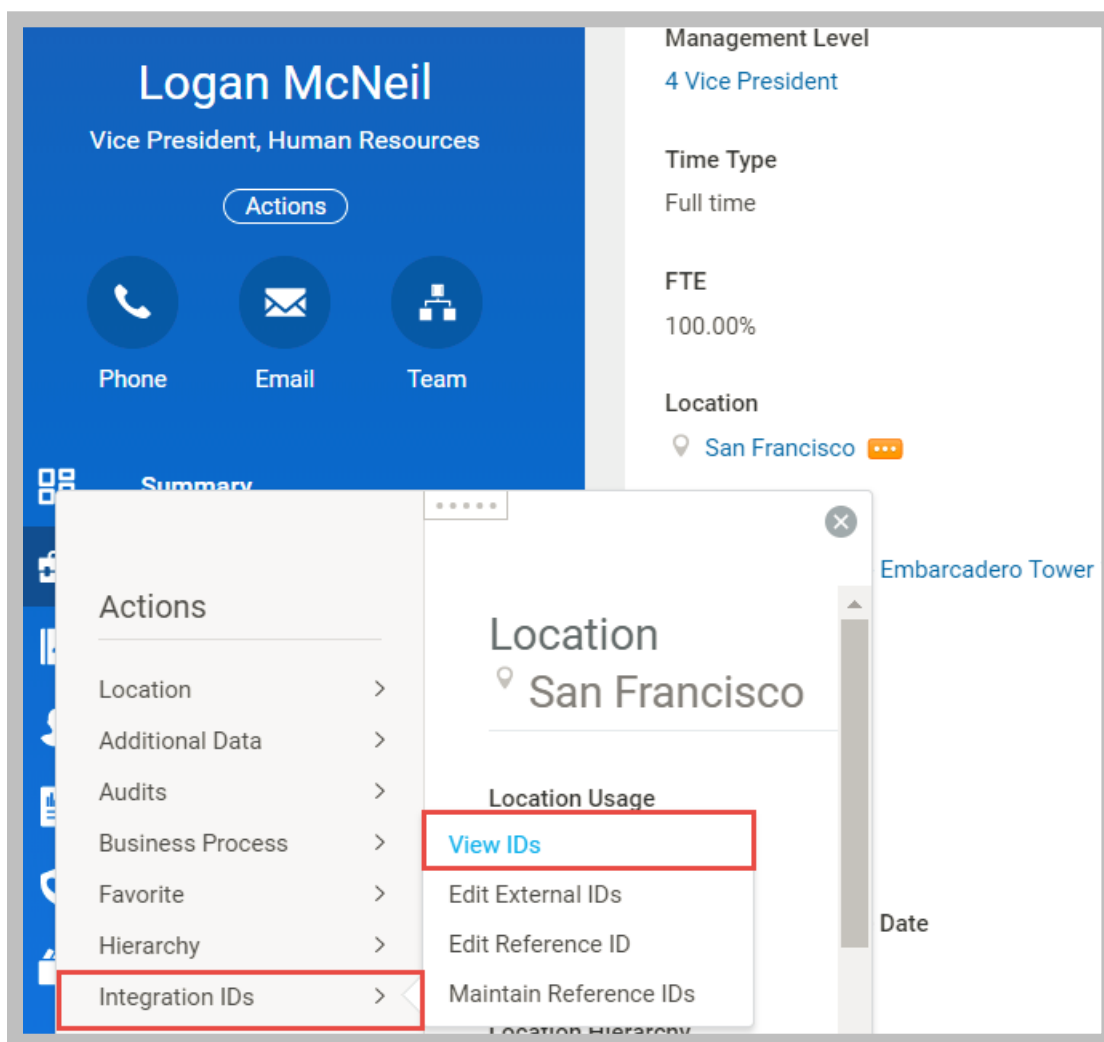 Logan McNeil
Vice President, Human Resources
Actions
Phone
Email
Team
Summary
Management Level
4 Vice President
Time Type
Full time
FTE
100.00%
Location
San Francisco
Embarcadero Tower
Date
Actions
Location
Additional Data
Audits
Business Process
Favorite
Hierarchy
Integration IDs
Location
San Francisco
Location Usage
View IDs
Edit External IDs
Edit Reference ID
Maintain Reference IDs
Location Hierarchy